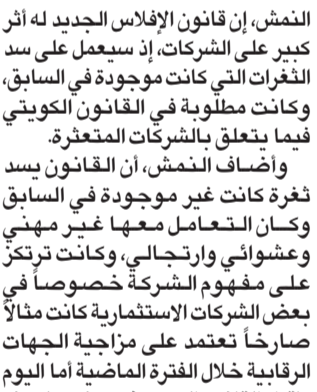 النمش، إن قانون الإفلاس الجديد له أثر
كبير على الشركات، إذ سيعمل على سد
الثغرات التي كانت موجودة في السابق،
وكانت مطلوبة في القانون الكويتي
فيما يتعلق بالشركات المتعثرة.
وأضاف النمش، أن القانون يسد
ثغرة كانت غير موجودة في السابق
وكان التعامل معها غير مهني
وعشوائي وارتجالي، وكانت ترتكز
على مفهوم الشركة خصوصاً في
بعض الشركات الاستثمارية كانت مثالاً
صارخاً تعتمد على مزاجية الجهات
الرقابية خلال الفترة الماضية أما اليوم